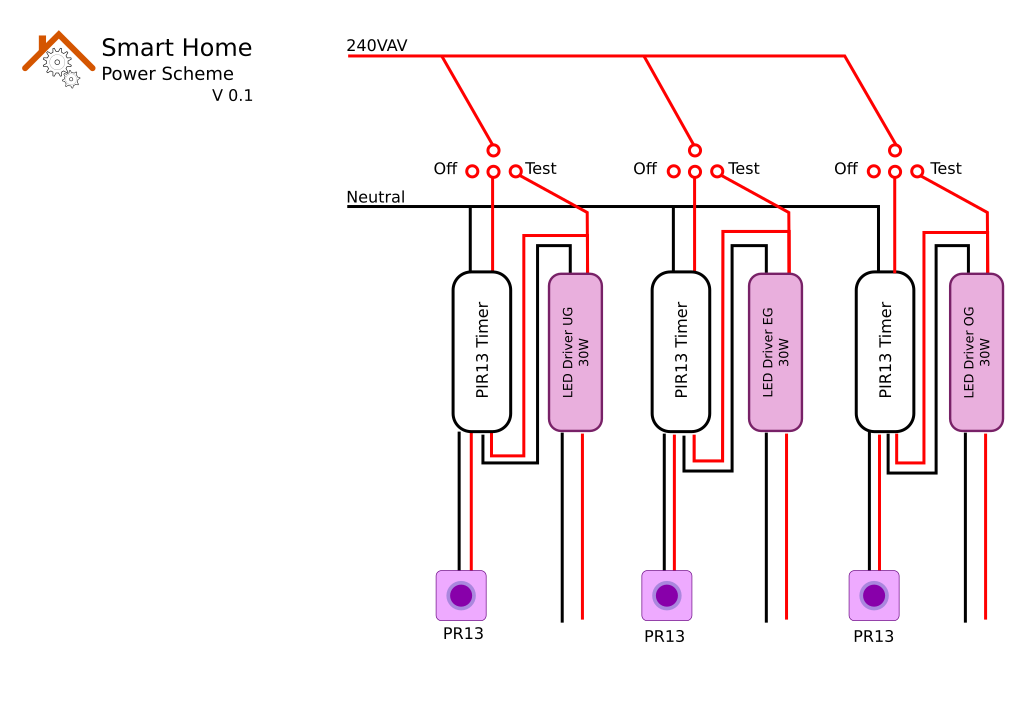 Smart Home
Power Scheme
V 0.1
240VAV
Off
Test
Off
Test
Off
Test
Neutral
PIR13 Timer
LED Driver UG
30W
PIR13 Timer
LED Driver EG
30W
PIR13 Timer
LED Driver OG
30W
PR13
PR13
PR13